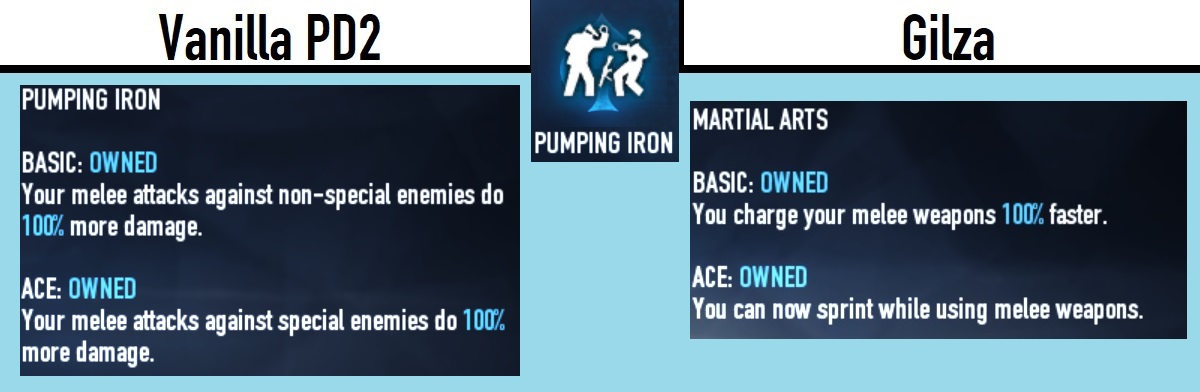 Vanilla PD2
PUMPING IRON
BASIC: OWNED
Your melee attacks against non-special enemies do
100% more damage.
ACE: OWNED
Your melee attacks against special enemies do 100%
more damage.
PUMPING IRON
Gilza
MARTIAL ARTS
BASIC: OWNED
You charge your melee weapons 100% faster.
ACE: OWNED
You can now sprint while using melee weapons.